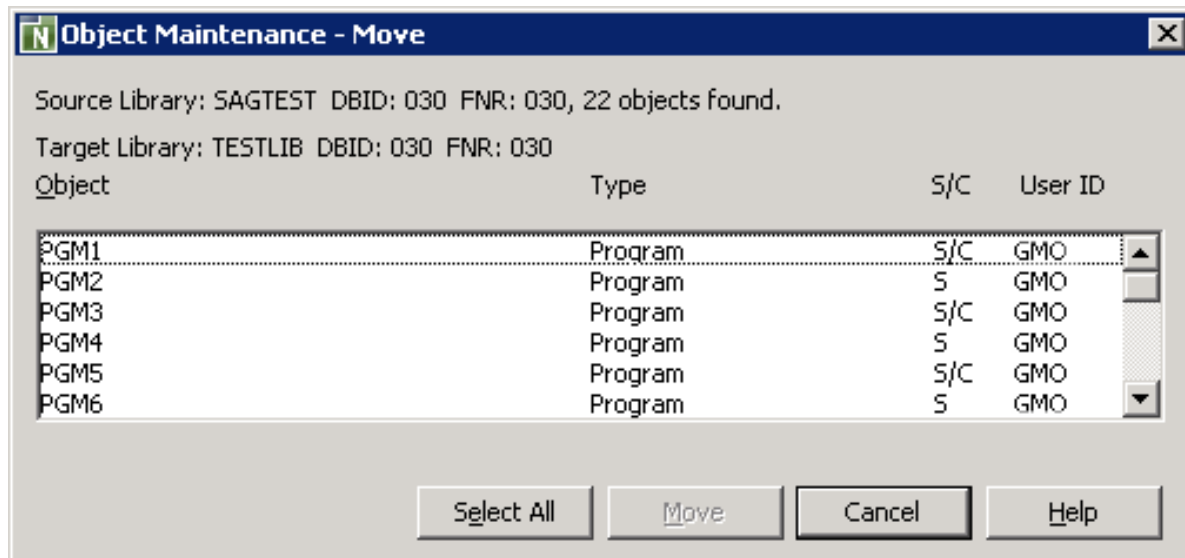 Object Maintenance - Move
Source Library: SAGTEST DBID: 030 FNR: 030, 22 objects found.
Target Library: TESTLIB DBID: 030 FNR: 030
Object Type S/C User ID
PGM1 Program S/C GMO
PGM2 Program S GMO
PGM3 Program S/C GMO
PGM4 Program S GMO
PGM5 Program S/C GMO
PGM6 Program S GMO
Select All Move Cancel Help